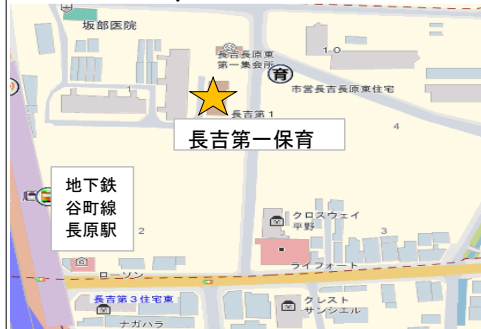 坂部医院
長吉長原東
第一集会所
10
育
市営長吉長原東住宅
1
長吉第1
4
長吉第一保育
地下鉄
谷町線
長原駅
2
クロスウェイ
平野
3
ローソン
ライフォート
長吉第3住宅東
クレスト
サンシエル
ナガハラ